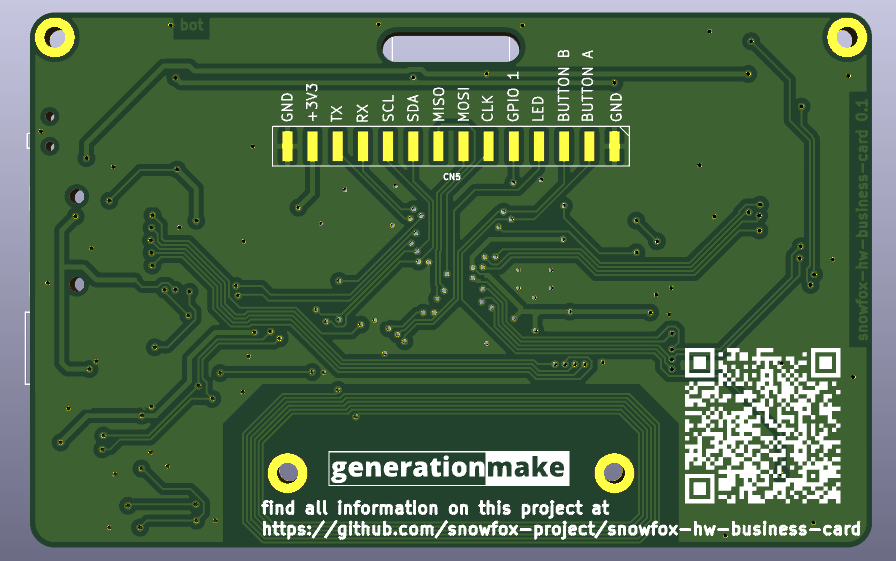 bot
GND
+3V3
TX
RX
SCL
SDA
MISO
MOSI
CLK
GPIO 1
LED
BUTTON B
BUTTON A
GND
CN5
snowfox-hw-business-card 0.1
generationmake
find all information on this project at
https://github.com/snowfox-project/snowfox-hw-business-card